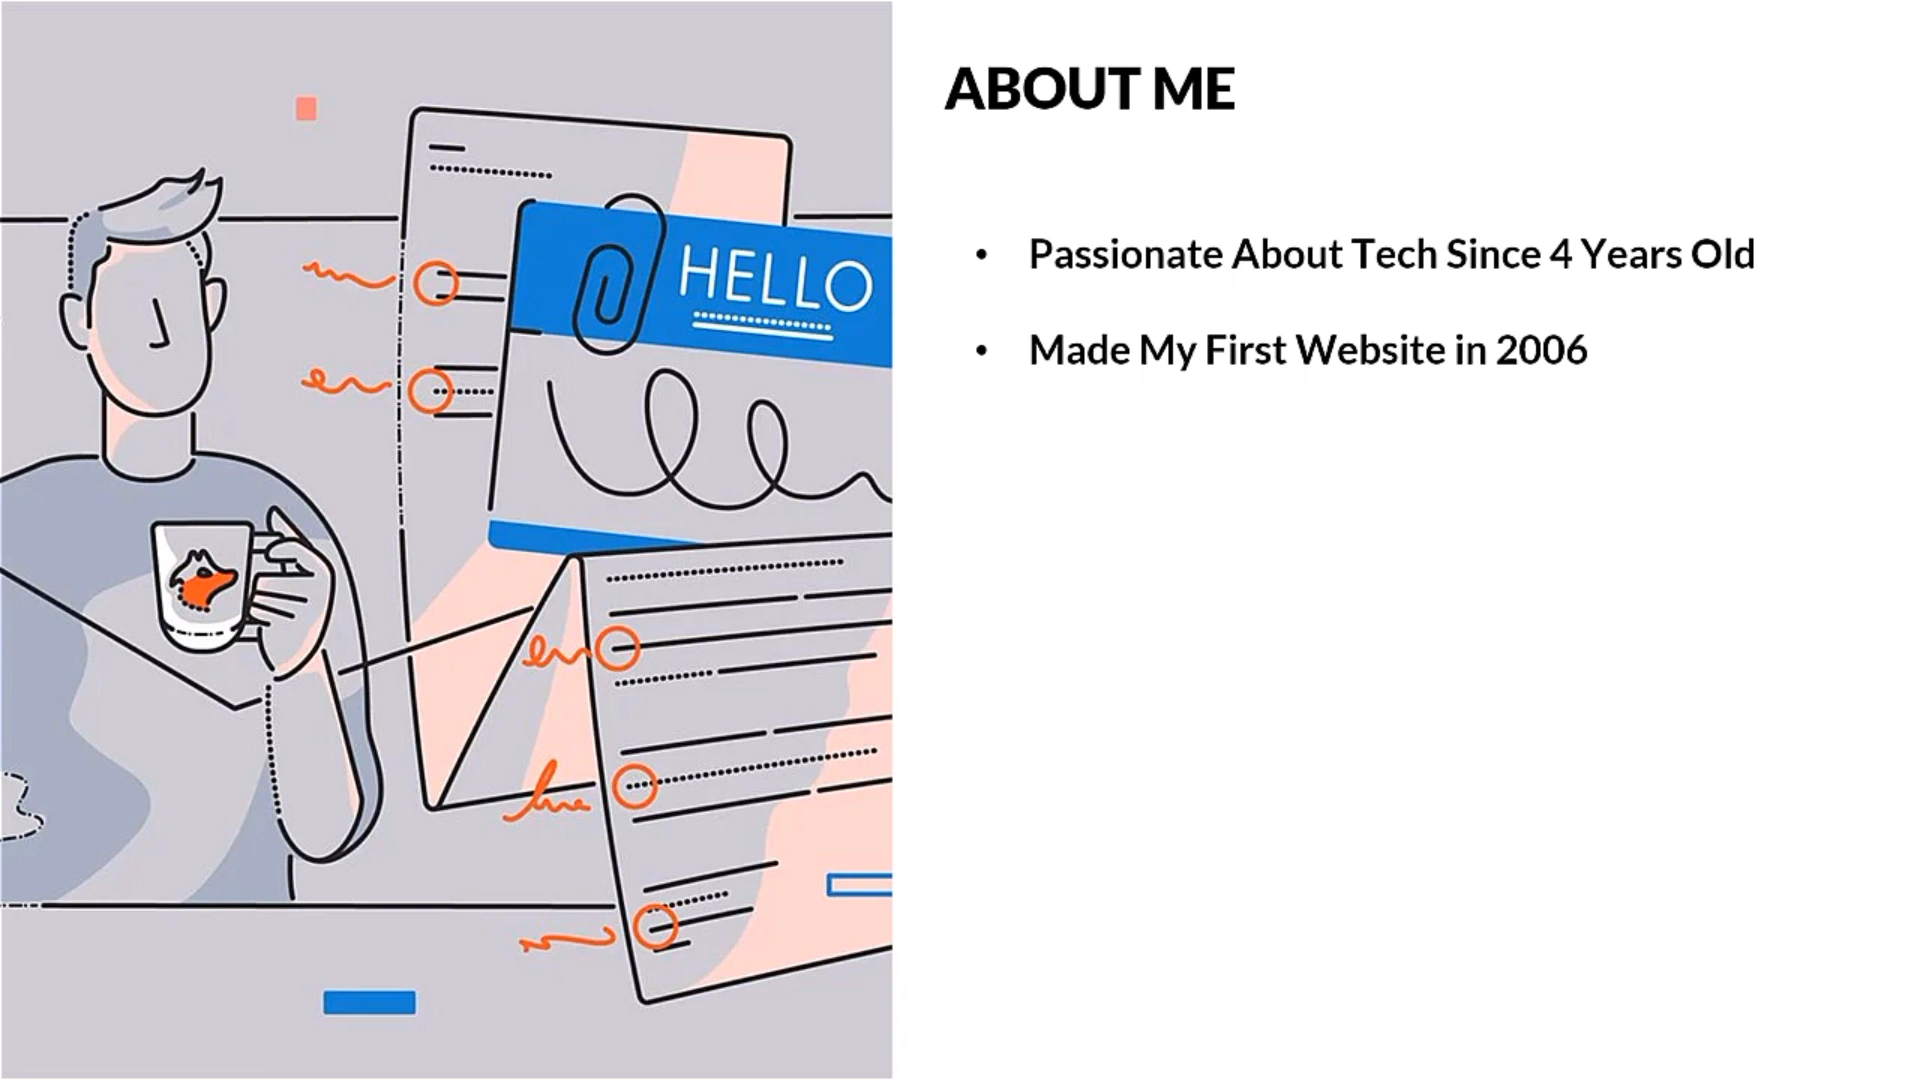 ABOUT ME
• Passionate About Tech Since 4 Years Old
• Made My First Website in 2006
HELLO